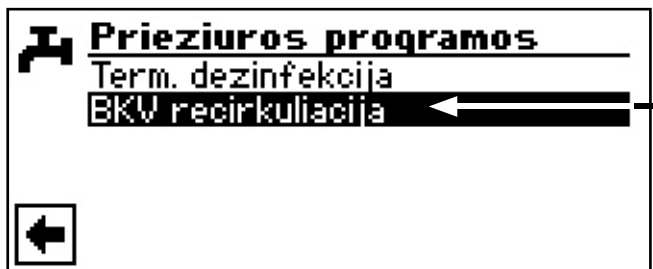 Prieziuros programos
Term. dezinfekcija
BKV recirkuliacija